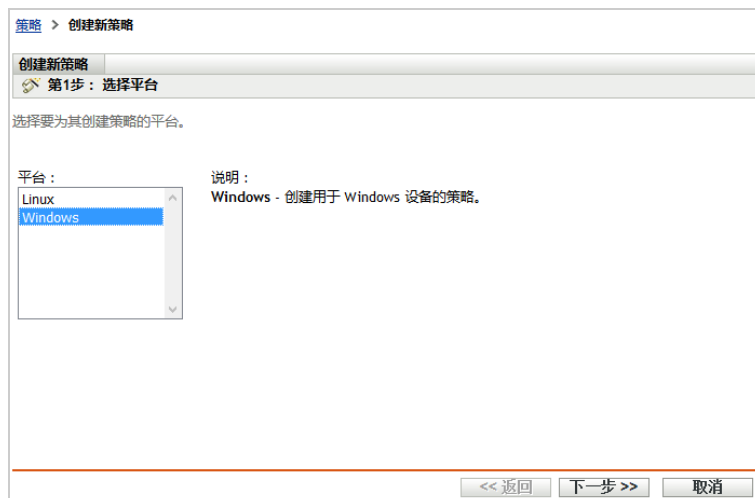 策略 > 创建新策略
创建新策略
第1步：选择平台
选择要为其创建策略的平台。
平台：
Linux
Windows
说明：
Windows - 创建用于 Windows 设备的策略。
<< 返回 下一步 >> 取消